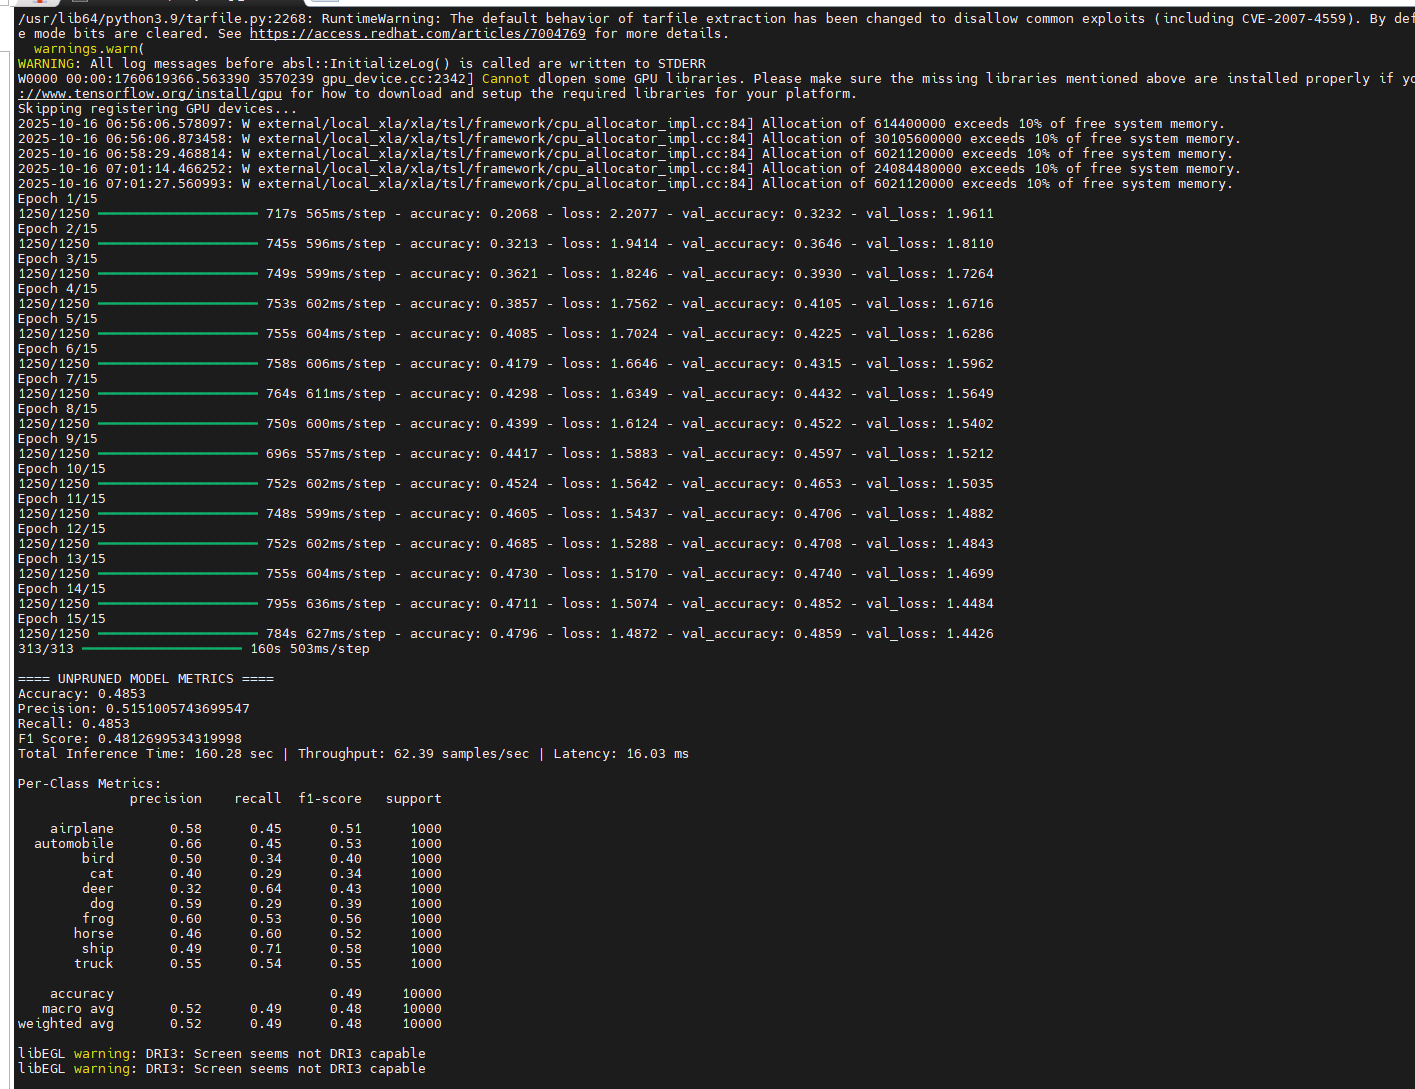 /usr/lib64/python3.9/tarfile.py:2268: RuntimeWarning: The default behavior of tarfile extraction has been changed to disallow common exploits (including CVE-2007-4559). By def
e mode bits are cleared. See https://access.redhat.com/articles/7004769 for more details.
  warnings.warn(
WARNING: All log messages before absl::InitializeLog() is called are written to STDERR
W0000 00:00:1760619366.563390 3570239 gpu_device.cc:2342] Cannot dlopen some GPU libraries. Please make sure the missing libraries mentioned above are installed properly if yo
://www.tensorflow.org/install/gpu for how to download and setup the required libraries for your platform.
Skipping registering GPU devices...
2025-10-16 06:56:06.578097: W external/local_xla/xla/tsl/framework/cpu_allocator_impl.cc:84] Allocation of 614400000 exceeds 10% of free system memory.
2025-10-16 06:56:06.873458: W external/local_xla/xla/tsl/framework/cpu_allocator_impl.cc:84] Allocation of 30105600000 exceeds 10% of free system memory.
2025-10-16 06:58:29.468814: W external/local_xla/xla/tsl/framework/cpu_allocator_impl.cc:84] Allocation of 6021120000 exceeds 10% of free system memory.
2025-10-16 07:01:14.466252: W external/local_xla/xla/tsl/framework/cpu_allocator_impl.cc:84] Allocation of 24084480000 exceeds 10% of free system memory.
2025-10-16 07:01:27.560993: W external/local_xla/xla/tsl/framework/cpu_allocator_impl.cc:84] Allocation of 6021120000 exceeds 10% of free system memory.
Epoch 1/15
1250/1250 717s 565ms/step - accuracy: 0.2068 - loss: 2.2077 - val_accuracy: 0.3232 - val_loss: 1.9611
Epoch 2/15
1250/1250 745s 596ms/step - accuracy: 0.3213 - loss: 1.9414 - val_accuracy: 0.3646 - val_loss: 1.8110
Epoch 3/15
1250/1250 749s 599ms/step - accuracy: 0.3621 - loss: 1.8246 - val_accuracy: 0.3930 - val_loss: 1.7264
Epoch 4/15
1250/1250 753s 602ms/step - accuracy: 0.3857 - loss: 1.7562 - val_accuracy: 0.4105 - val_loss: 1.6716
Epoch 5/15
1250/1250 755s 604ms/step - accuracy: 0.4085 - loss: 1.7024 - val_accuracy: 0.4225 - val_loss: 1.6286
Epoch 6/15
1250/1250 758s 606ms/step - accuracy: 0.4179 - loss: 1.6646 - val_accuracy: 0.4315 - val_loss: 1.5962
Epoch 7/15
1250/1250 764s 611ms/step - accuracy: 0.4298 - loss: 1.6349 - val_accuracy: 0.4432 - val_loss: 1.5649
Epoch 8/15
1250/1250 750s 600ms/step - accuracy: 0.4399 - loss: 1.6124 - val_accuracy: 0.4522 - val_loss: 1.5402
Epoch 9/15
1250/1250 696s 557ms/step - accuracy: 0.4417 - loss: 1.5883 - val_accuracy: 0.4597 - val_loss: 1.5212
Epoch 10/15
1250/1250 752s 602ms/step - accuracy: 0.4524 - loss: 1.5642 - val_accuracy: 0.4653 - val_loss: 1.5035
Epoch 11/15
1250/1250 748s 599ms/step - accuracy: 0.4605 - loss: 1.5437 - val_accuracy: 0.4706 - val_loss: 1.4882
Epoch 12/15
1250/1250 752s 602ms/step - accuracy: 0.4685 - loss: 1.5288 - val_accuracy: 0.4708 - val_loss: 1.4843
Epoch 13/15
1250/1250 755s 604ms/step - accuracy: 0.4730 - loss: 1.5170 - val_accuracy: 0.4740 - val_loss: 1.4699
Epoch 14/15
1250/1250 795s 636ms/step - accuracy: 0.4711 - loss: 1.5074 - val_accuracy: 0.4852 - val_loss: 1.4484
Epoch 15/15
1250/1250 784s 627ms/step - accuracy: 0.4796 - loss: 1.4872 - val_accuracy: 0.4859 - val_loss: 1.4426
313/313 160s 503ms/step
==== UNPRUNED MODEL METRICS ====
Accuracy: 0.4853
Precision: 0.5151005743699547
Recall: 0.4853
F1 Score: 0.4812699534319998
Total Inference Time: 160.28 sec | Throughput: 62.39 samples/sec | Latency: 16.03 ms
Per-Class Metrics:
precision recall f1-score support
airplane 0.58 0.45 0.51 1000
automobile 0.66 0.45 0.53 1000
bird 0.50 0.34 0.40 1000
cat 0.40 0.29 0.34 1000
deer 0.32 0.64 0.43 1000
dog 0.59 0.29 0.39 1000
frog 0.60 0.53 0.56 1000
horse 0.46 0.60 0.52 1000
ship 0.49 0.71 0.58 1000
truck 0.55 0.54 0.55 1000
accuracy 0.49 10000
macro avg 0.52 0.49 0.48 10000
weighted avg 0.52 0.49 0.48 10000
libEGL warning: DRI3: Screen seems not DRI3 capable
libEGL warning: DRI3: Screen seems not DRI3 capable